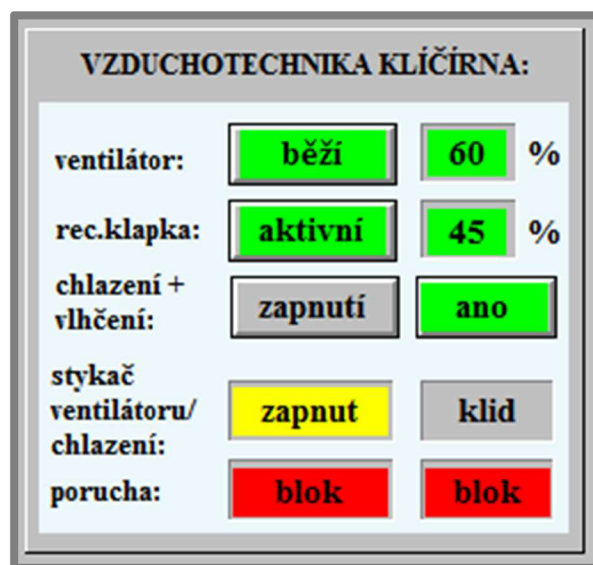 VZDUCHOTECHNIKA KLÍČÍRNA:
ventilátor: běží 60 %
rec.klapka: aktivní 45 %
chlazení +
vlhčení: zapnutí ano
stykač
ventilátoru/ zapnut klid
chlazení:
porucha: blok blok